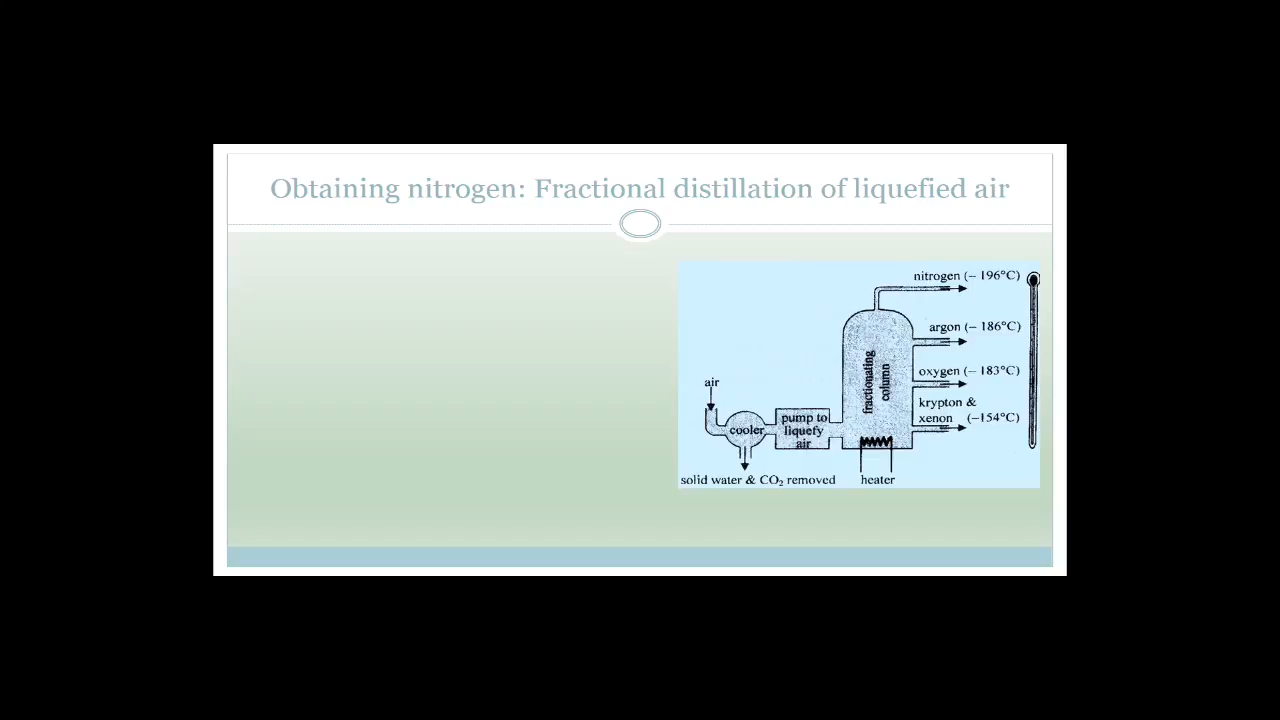 Obtaining nitrogen: Fractional distillation of liquefied air
nitrogen (– 196°C)
argon (– 186°C)
oxygen (– 183°C)
krypton &
xenon (–154°C)
fractionating
column
air
cooler
pump to
liquefy
air
solid water & CO₂ removed
heater